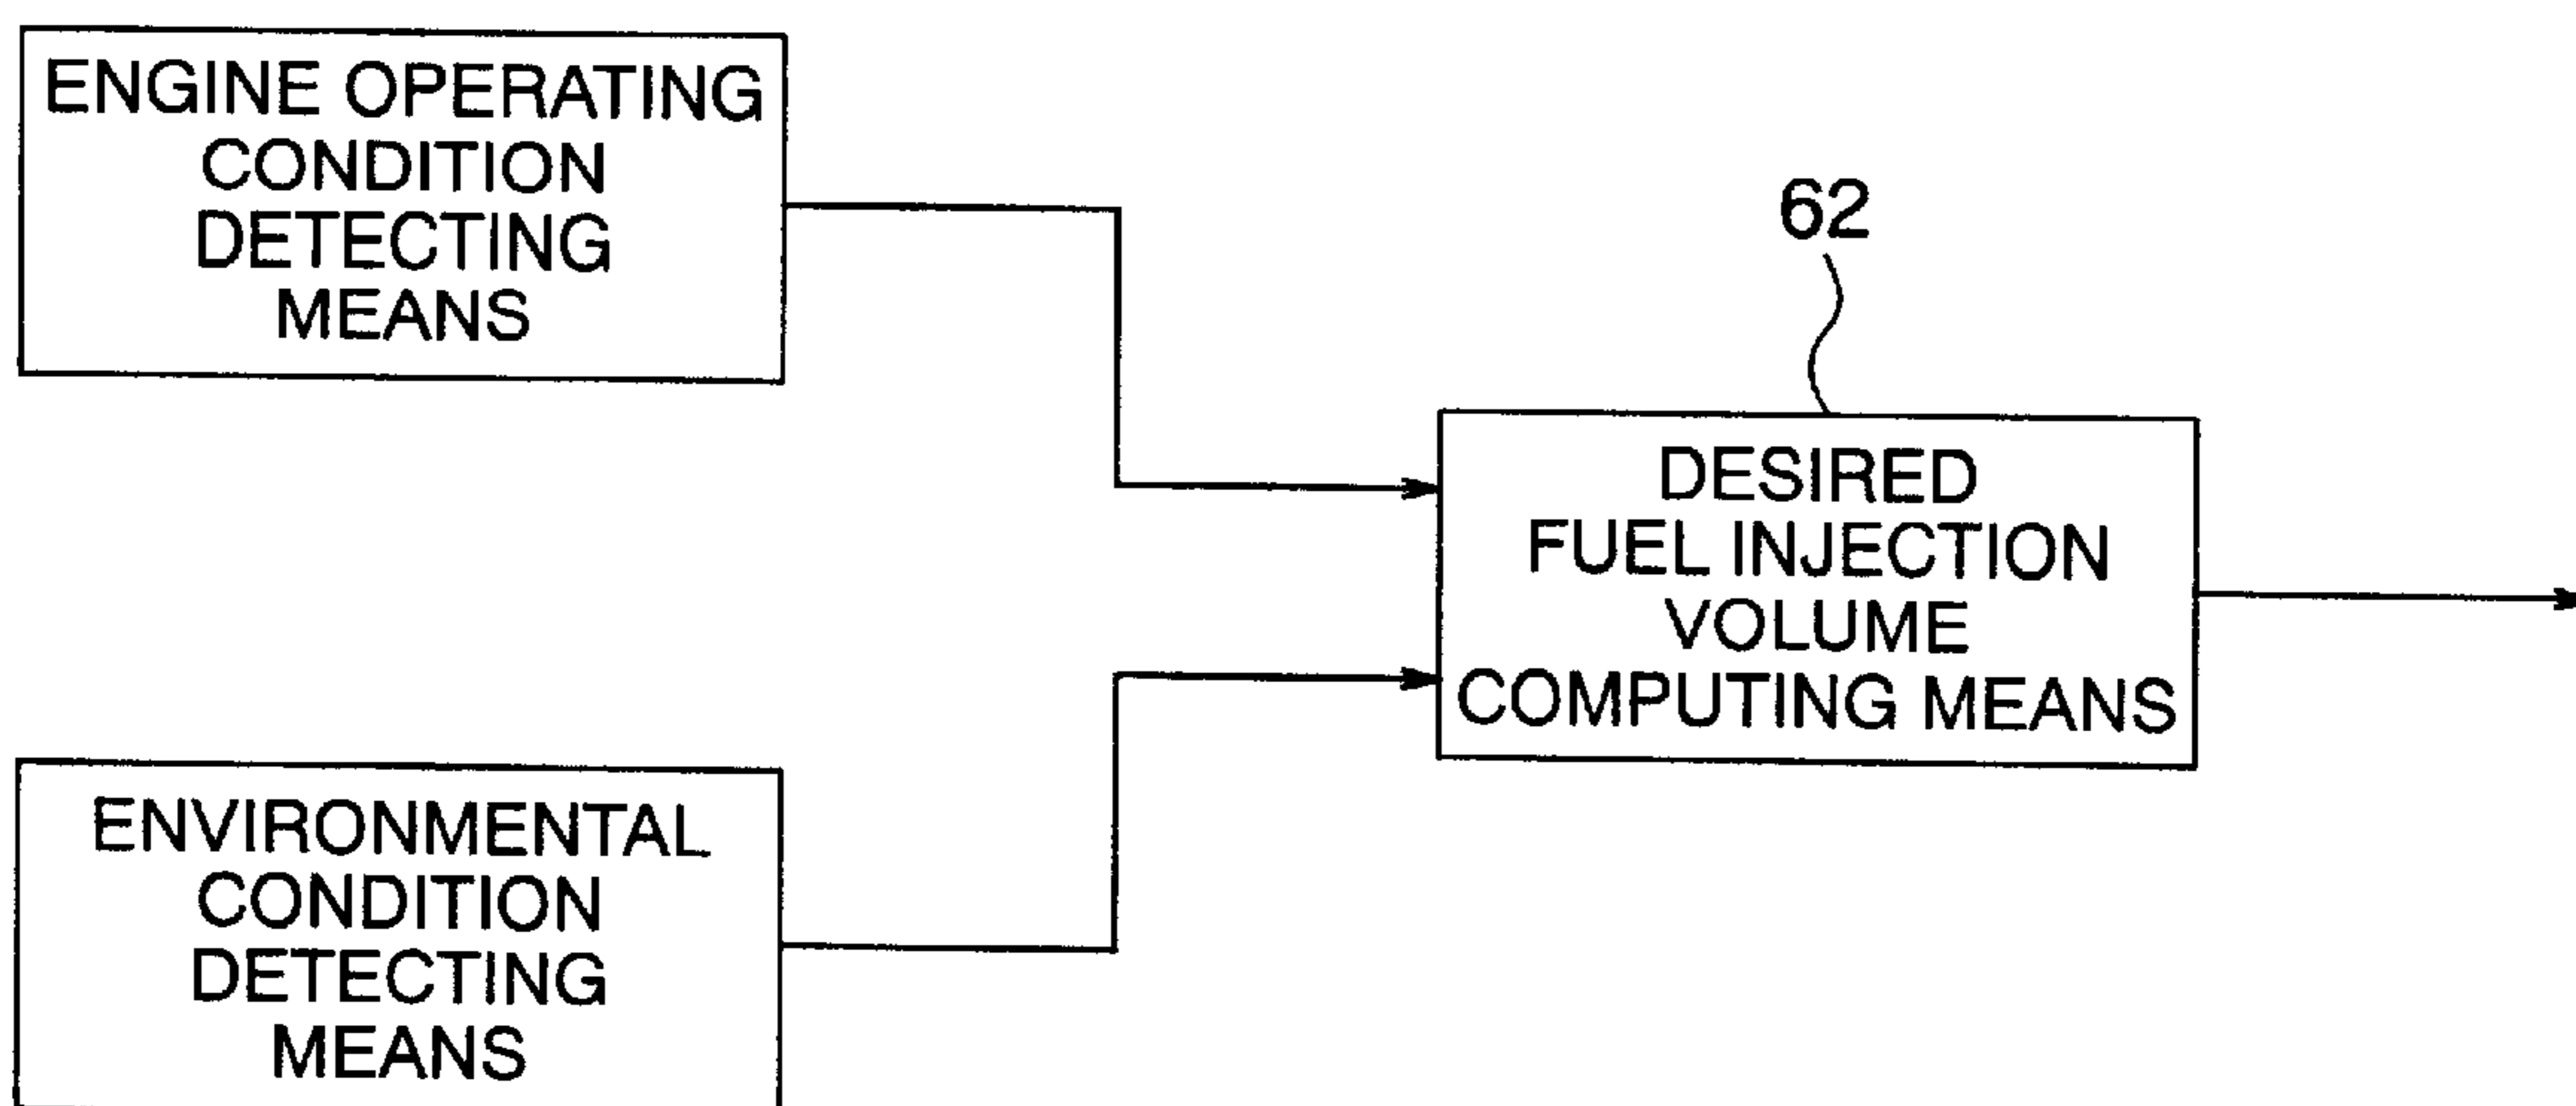 ENGINE OPERATING
CONDITION
DETECTING
MEANS
62
DESIRED
FUEL INJECTION
VOLUME
COMPUTING MEANS
ENVIRONMENTAL
CONDITION
DETECTING
MEANS